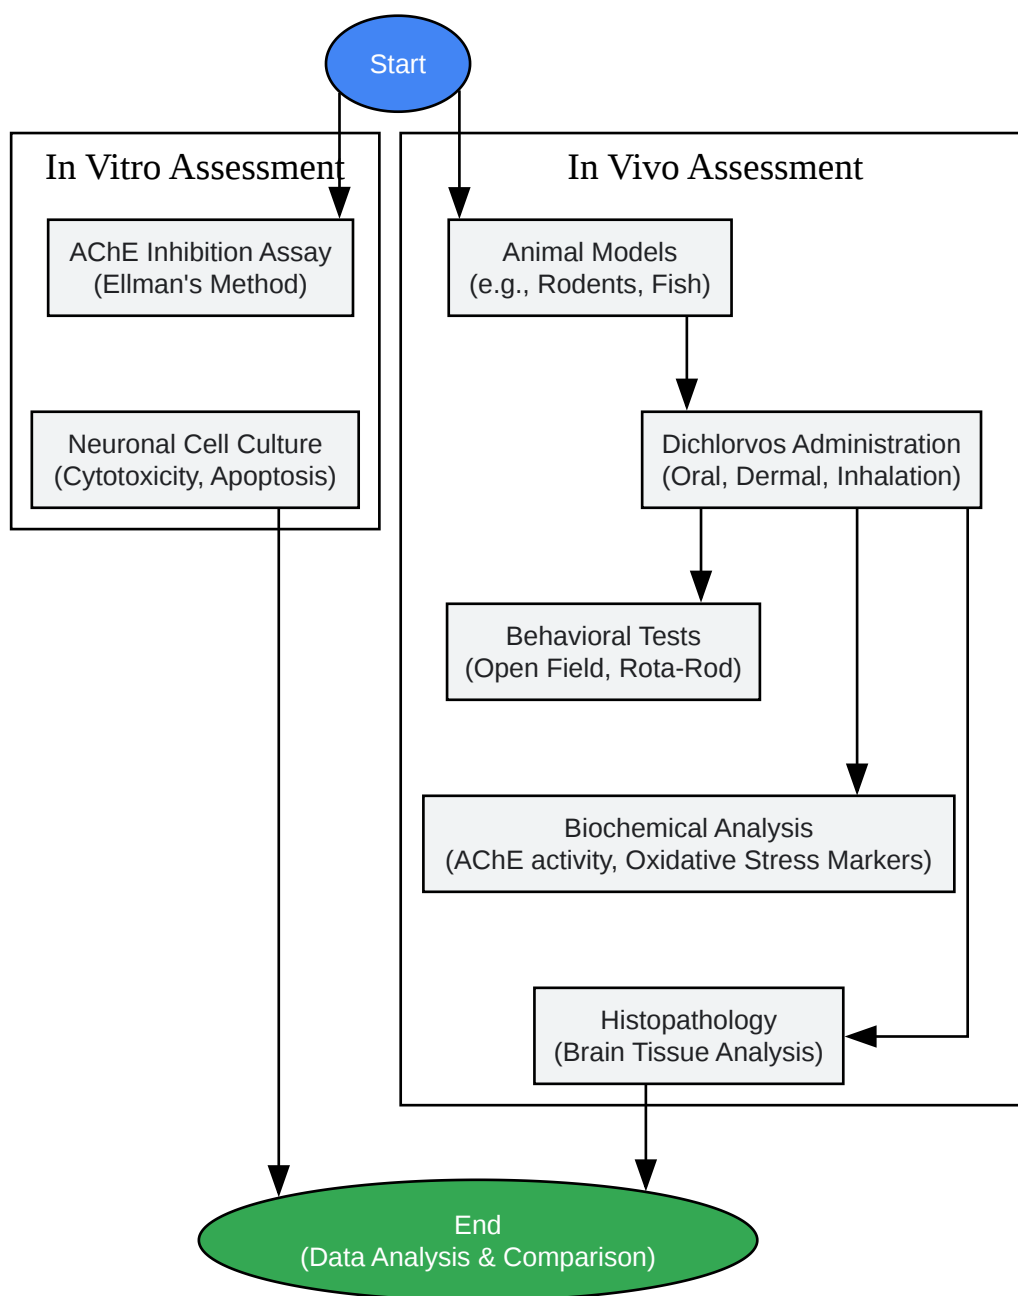 Start
In Vitro Assessment
AChE Inhibition Assay
(Ellman's Method)
Neuronal Cell Culture
(Cytotoxicity, Apoptosis)
In Vivo Assessment
Animal Models
(e.g., Rodents, Fish)
Dichlorvos Administration
(Oral, Dermal, Inhalation)
Behavioral Tests
(Open Field, Rota-Rod)
Biochemical Analysis
(AChE activity, Oxidative Stress Markers)
Histopathology
(Brain Tissue Analysis)
End
(Data Analysis & Comparison)